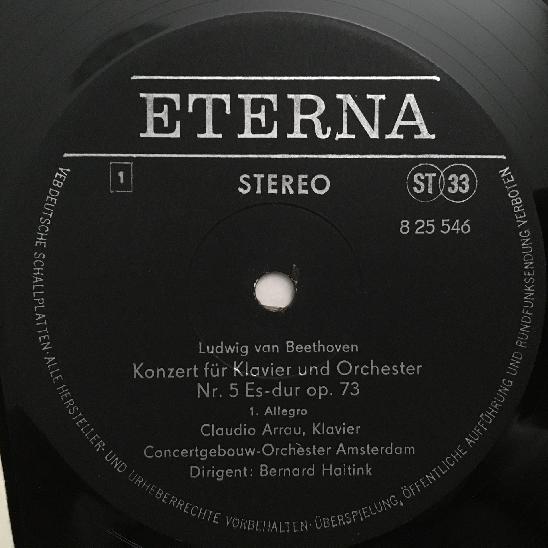 ETERNA
1 STEREO ST 33
8 25 546
Ludwig van Beethoven
Konzert für Klavier und Orchester
Nr. 5 Es-dur op. 73
1. Allegro
Claudio Arrau, Klavier
Concertgebouw-Orchester Amsterdam
Dirigent: Bernard Haitink
VEB DEUTSCHE SCHALLPLATTEN · ALLE HERSTELLER- UND URHEBERRECHTE VORBEHALTEN · ÜBERSPIELUNG, ÖFFENTLICHE AUFFÜHRUNG UND RUNDFUNKSENDUNG VERBOTEN